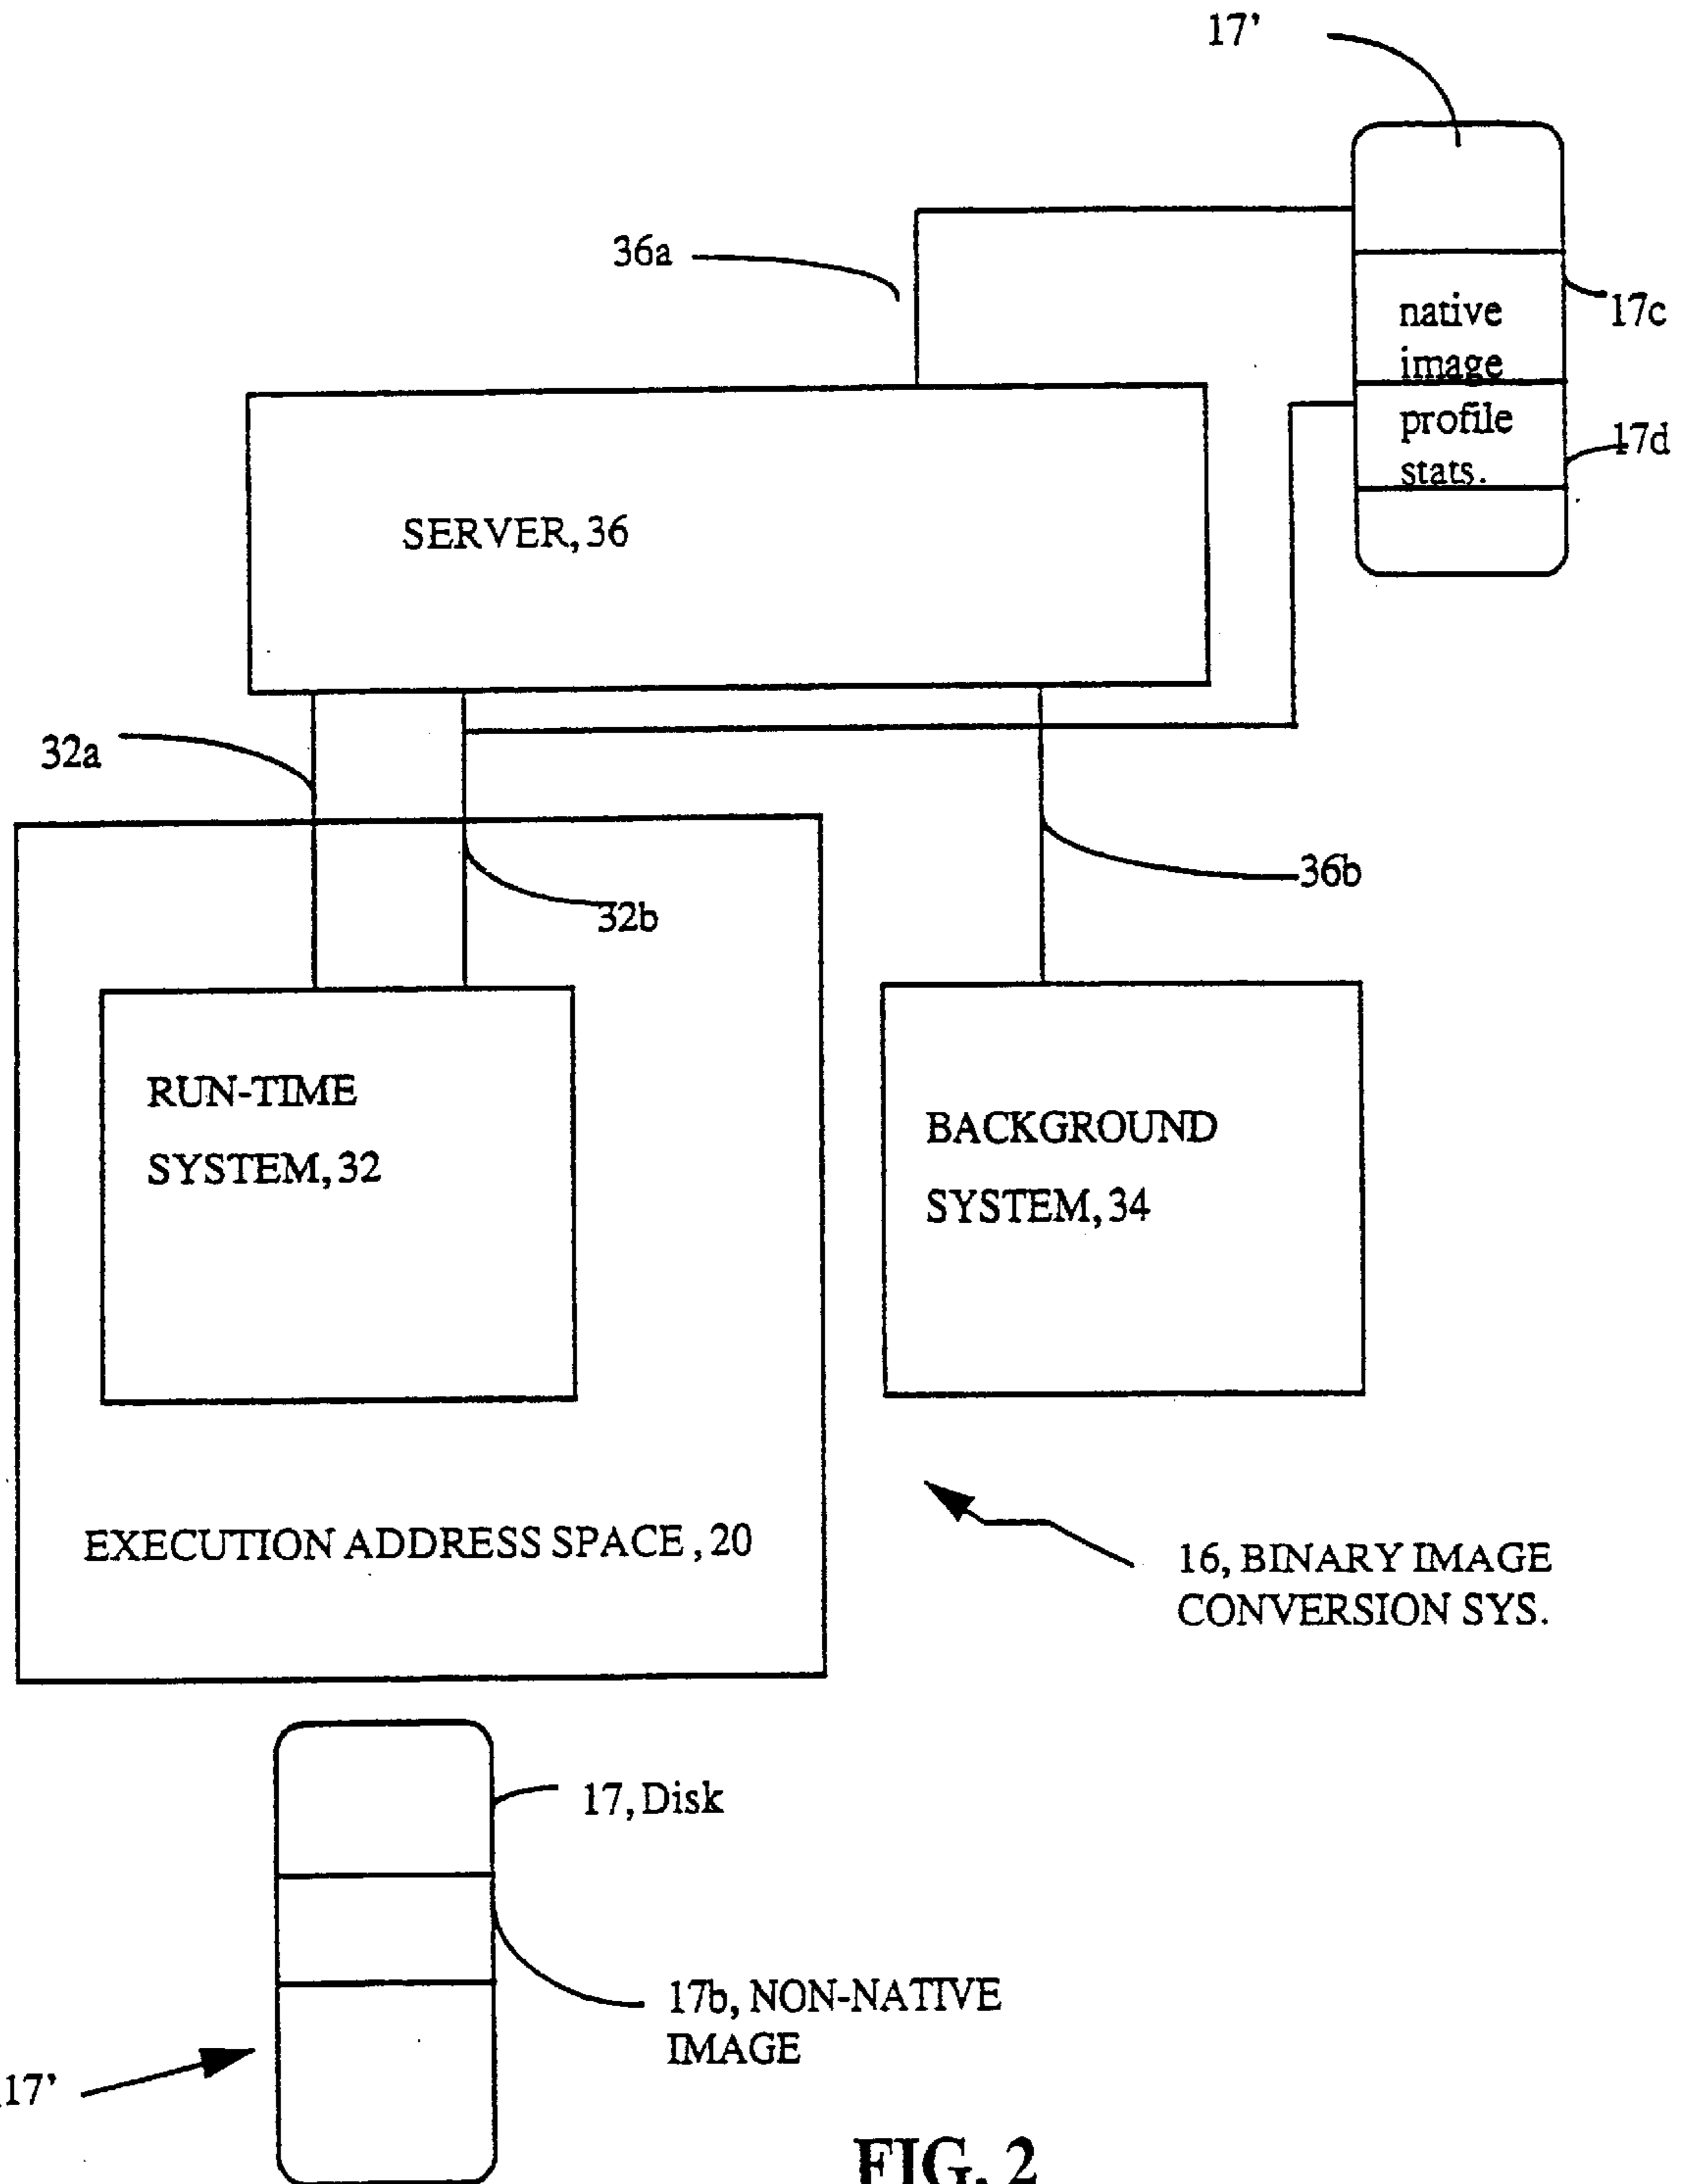 17’
36a
native
image
17c
profile
stats.
17d
SERVER, 36
32a
32b
36b
RUN-TIME
SYSTEM, 32
BACKGROUND
SYSTEM, 34
EXECUTION ADDRESS SPACE , 20
16, BINARY IMAGE
CONVERSION SYS.
17, Disk
17b, NON-NATIVE
IMAGE
17’
FIG. 2